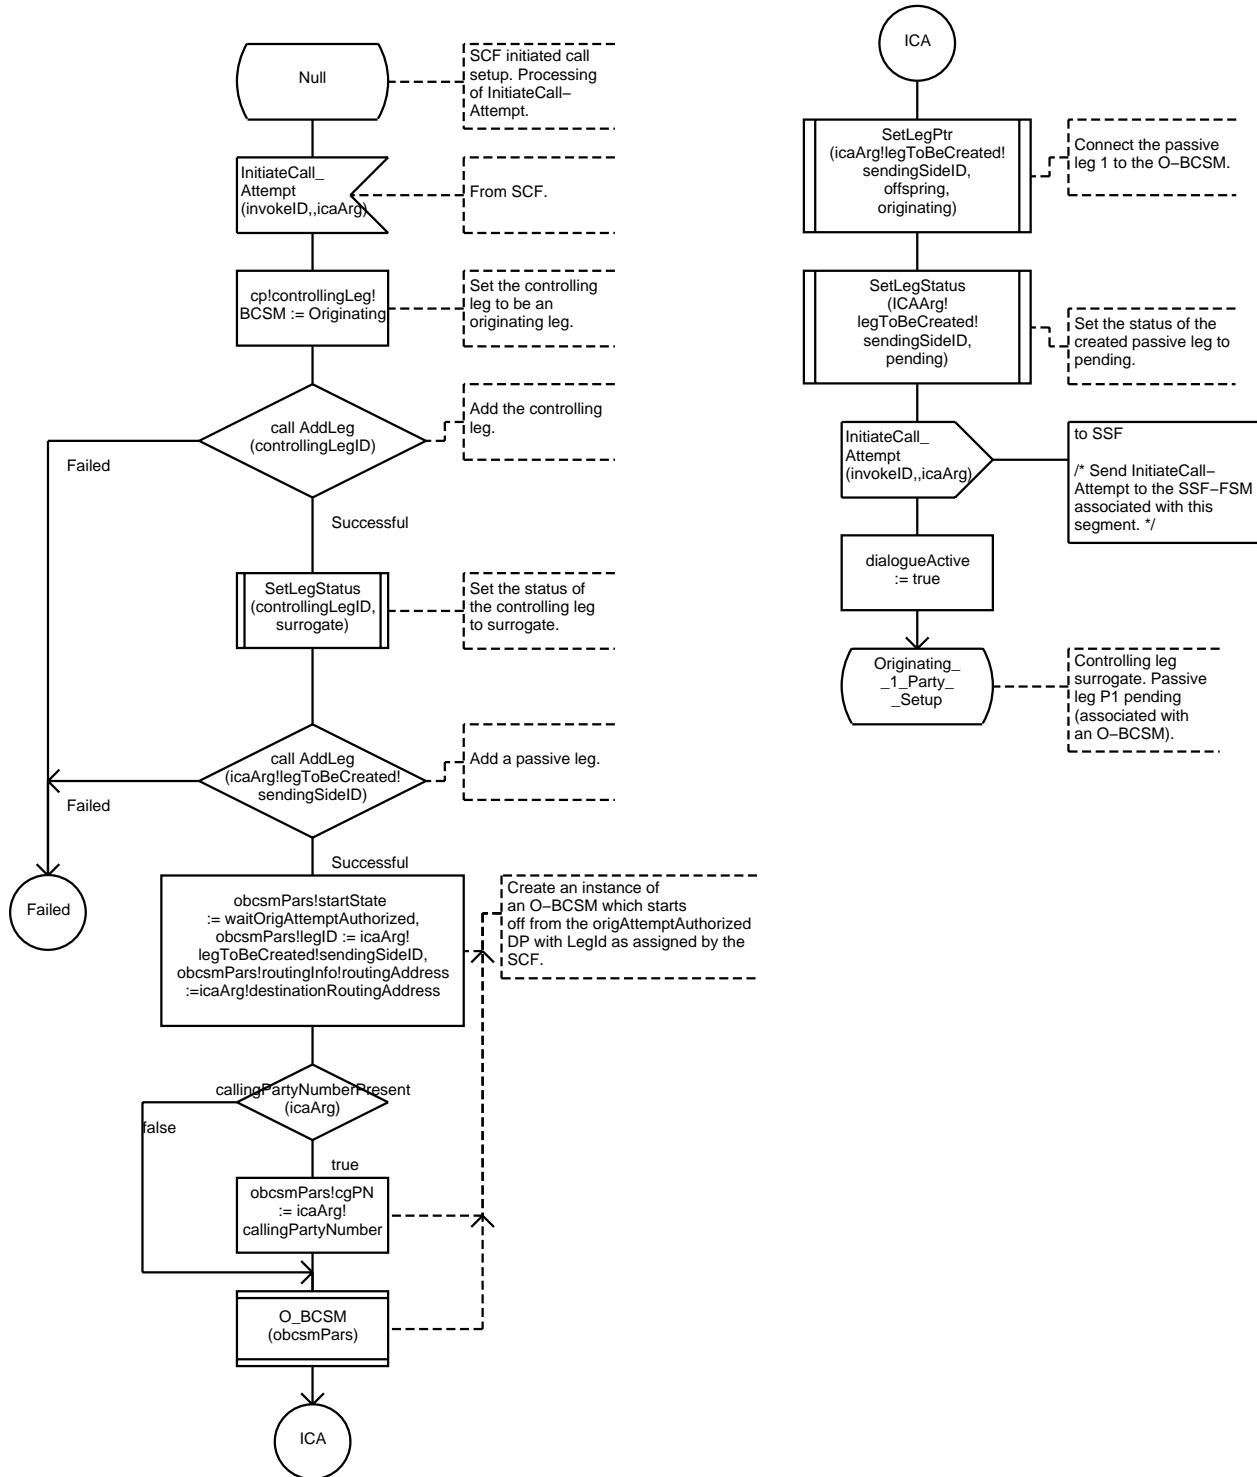 Null
SCF initiated call
setup. Processing
of InitiateCall–
Attempt.
InitiateCall_
Attempt
(invokeID,,icaArg)
From SCF.
cp!controllingLeg!
BCSM := Originating
Set the controlling
leg to be an
originating leg.
call AddLeg
(controllingLegID)
Add the controlling
leg.
Failed
Successful
SetLegStatus
(controllingLegID,
surrogate)
Set the status of
the controlling leg
to surrogate.
call AddLeg
(icaArg!legToBeCreated!
sendingSideID)
Add a passive leg.
Failed
Successful
Failed
obcsmPars!startState
:= waitOrigAttemptAuthorized,
obcsmPars!legID := icaArg!
legToBeCreated!sendingSideID,
obcsmPars!routingInfo!routingAddress
:=icaArg!destinationRoutingAddress
Create an instance of
an O–BCSM which starts
off from the origAttemptAuthorized
DP with LegId as assigned by the
SCF.
callingPartyNumberPresent
(icaArg)
false
true
obcsmPars!cgPN
:= icaArg!
callingPartyNumber
O_BCSM
(obcsmPars)
ICA
ICA
SetLegPtr
(icaArg!legToBeCreated!
sendingSideID,
offspring,
originating)
Connect the passive
leg 1 to the O–BCSM.
SetLegStatus
(ICAArg!
legToBeCreated!
sendingSideID,
pending)
Set the status of the
created passive leg to
pending.
InitiateCall_
Attempt
(invokeID,,icaArg)
to SSF
/* Send InitiateCall–
Attempt to the SSF–FSM
associated with this
segment. */
dialogueActive
:= true
Originating_
_1_Party_
_Setup
Controlling leg
surrogate. Passive
leg P1 pending
(associated with
an O–BCSM).